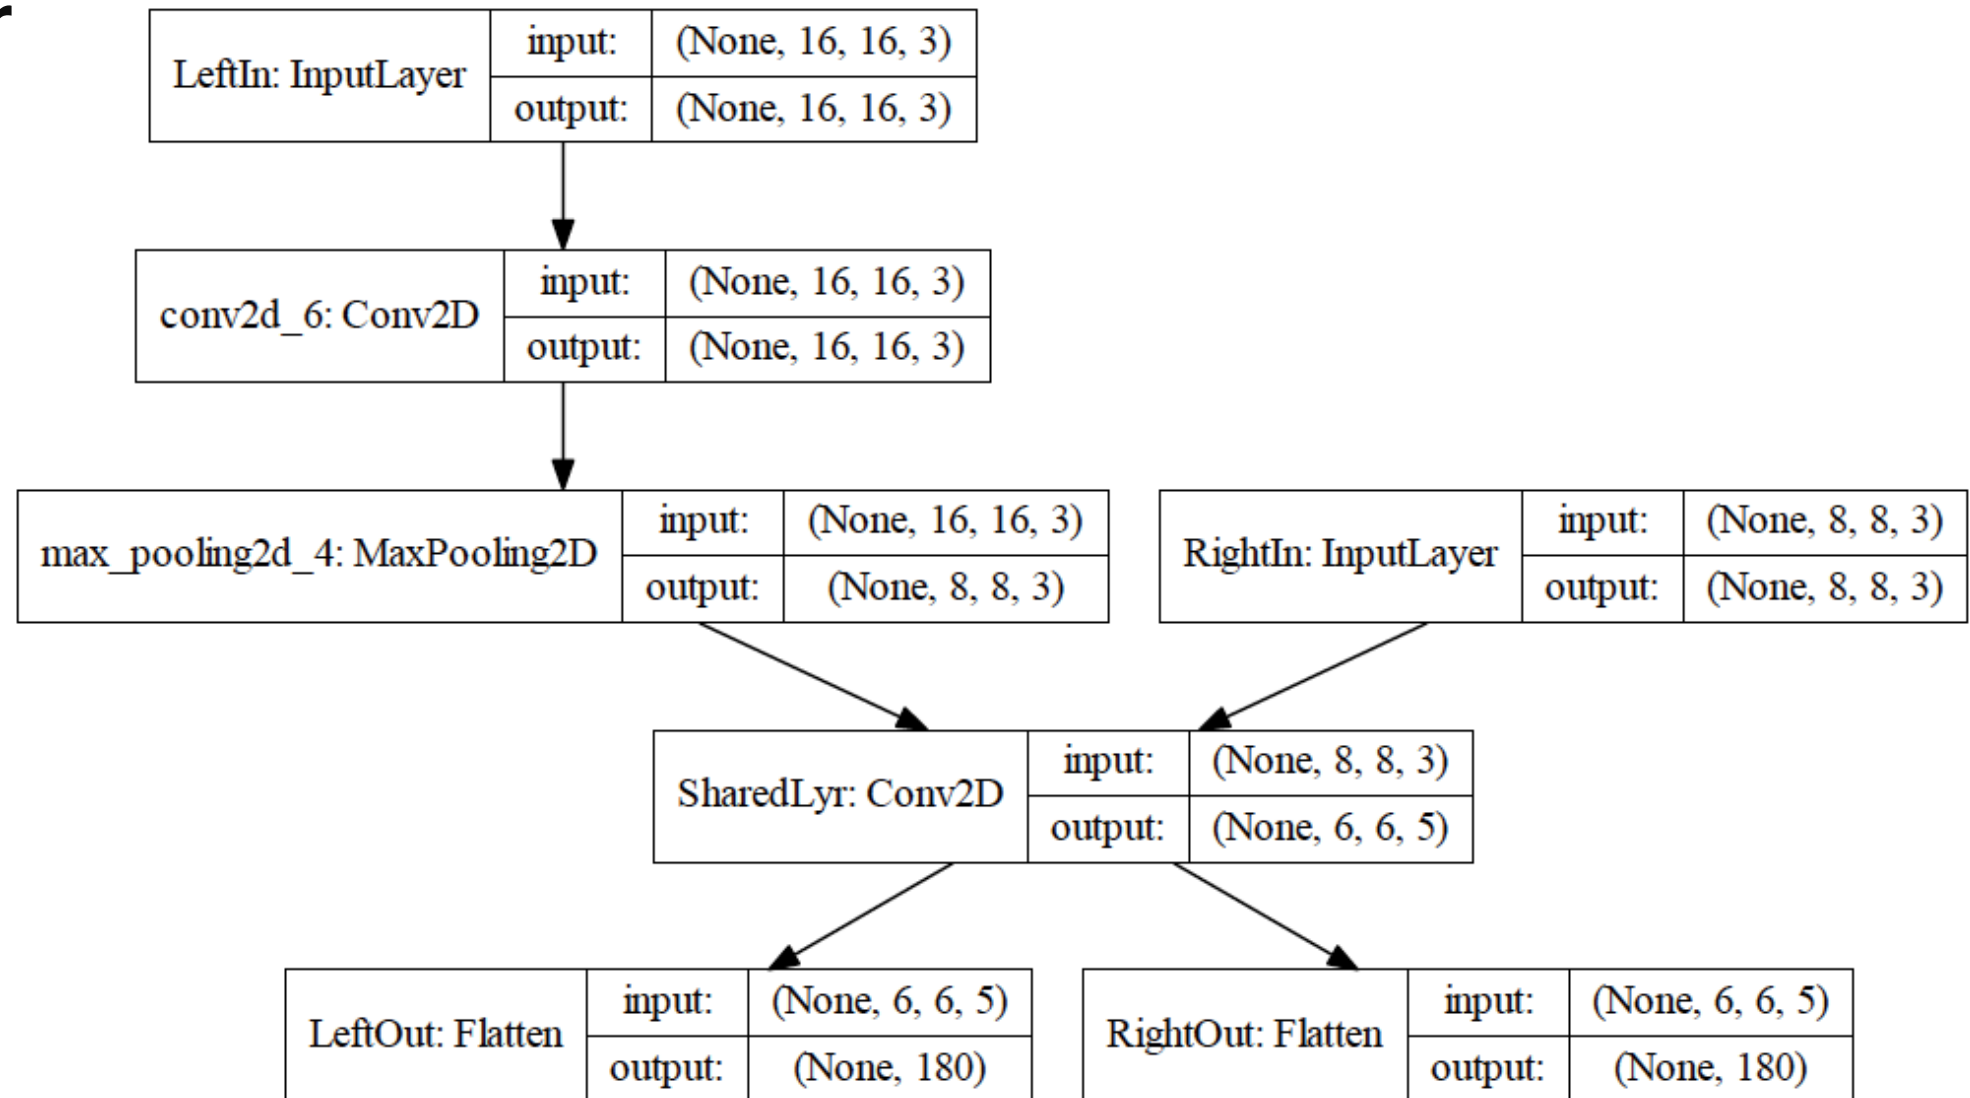 LeftIn: InputLayer
input: (None, 16, 16, 3)
output: (None, 16, 16, 3)
conv2d_6: Conv2D
input: (None, 16, 16, 3)
output: (None, 16, 16, 3)
max_pooling2d_4: MaxPooling2D
input: (None, 16, 16, 3)
output: (None, 8, 8, 3)
RightIn: InputLayer
input: (None, 8, 8, 3)
output: (None, 8, 8, 3)
SharedLyr: Conv2D
input: (None, 8, 8, 3)
output: (None, 6, 6, 5)
LeftOut: Flatten
input: (None, 6, 6, 5)
output: (None, 180)
RightOut: Flatten
input: (None, 6, 6, 5)
output: (None, 180)